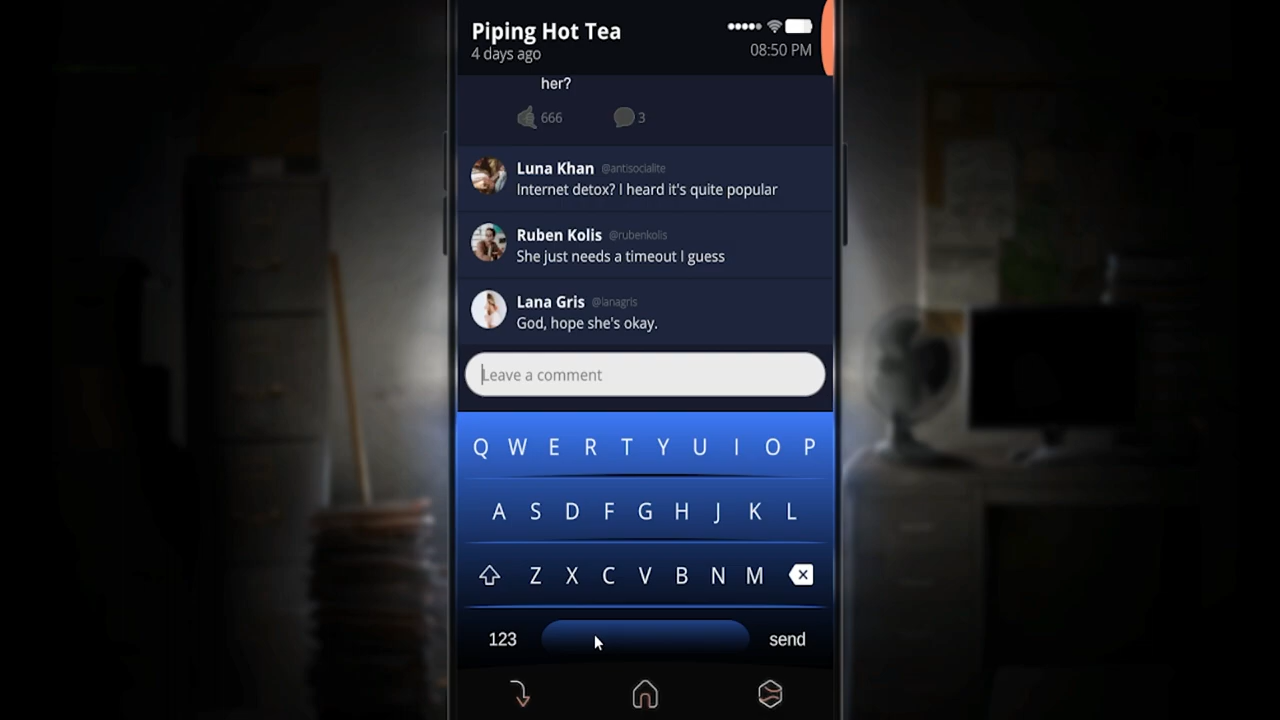 Piping Hot Tea
4 days ago
08:50 PM
her?
666 3
Luna Khan @antisocialite
Internet detox? I heard it's quite popular
Ruben Kolis @rubenkolis
She just needs a timeout I guess
Lana Gris @lanagris
God, hope she's okay.
Leave a comment
Q W E R T Y U I O P
A S D F G H J K L
Z X C V B N M
123 send